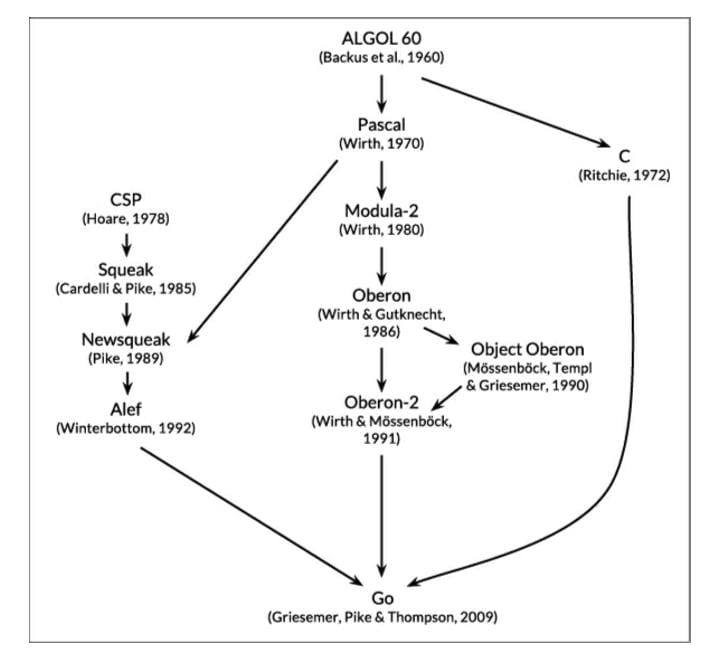 ALGOL 60
(Backus et al., 1960)
Pascal
(Wirth, 1970)
C
(Ritchie, 1972)
CSP
(Hoare, 1978)
Modula-2
(Wirth, 1980)
Squeak
(Cardelli & Pike, 1985)
Oberon
(Wirth & Gutknecht,
1986)
Newsqueak
(Pike, 1989)
Object Oberon
(Mössenböck, Templ
& Griesemer, 1990)
Alef
(Winterbottom, 1992)
Oberon-2
(Wirth & Mössenböck,
1991)
Go
(Griesemer, Pike & Thompson, 2009)